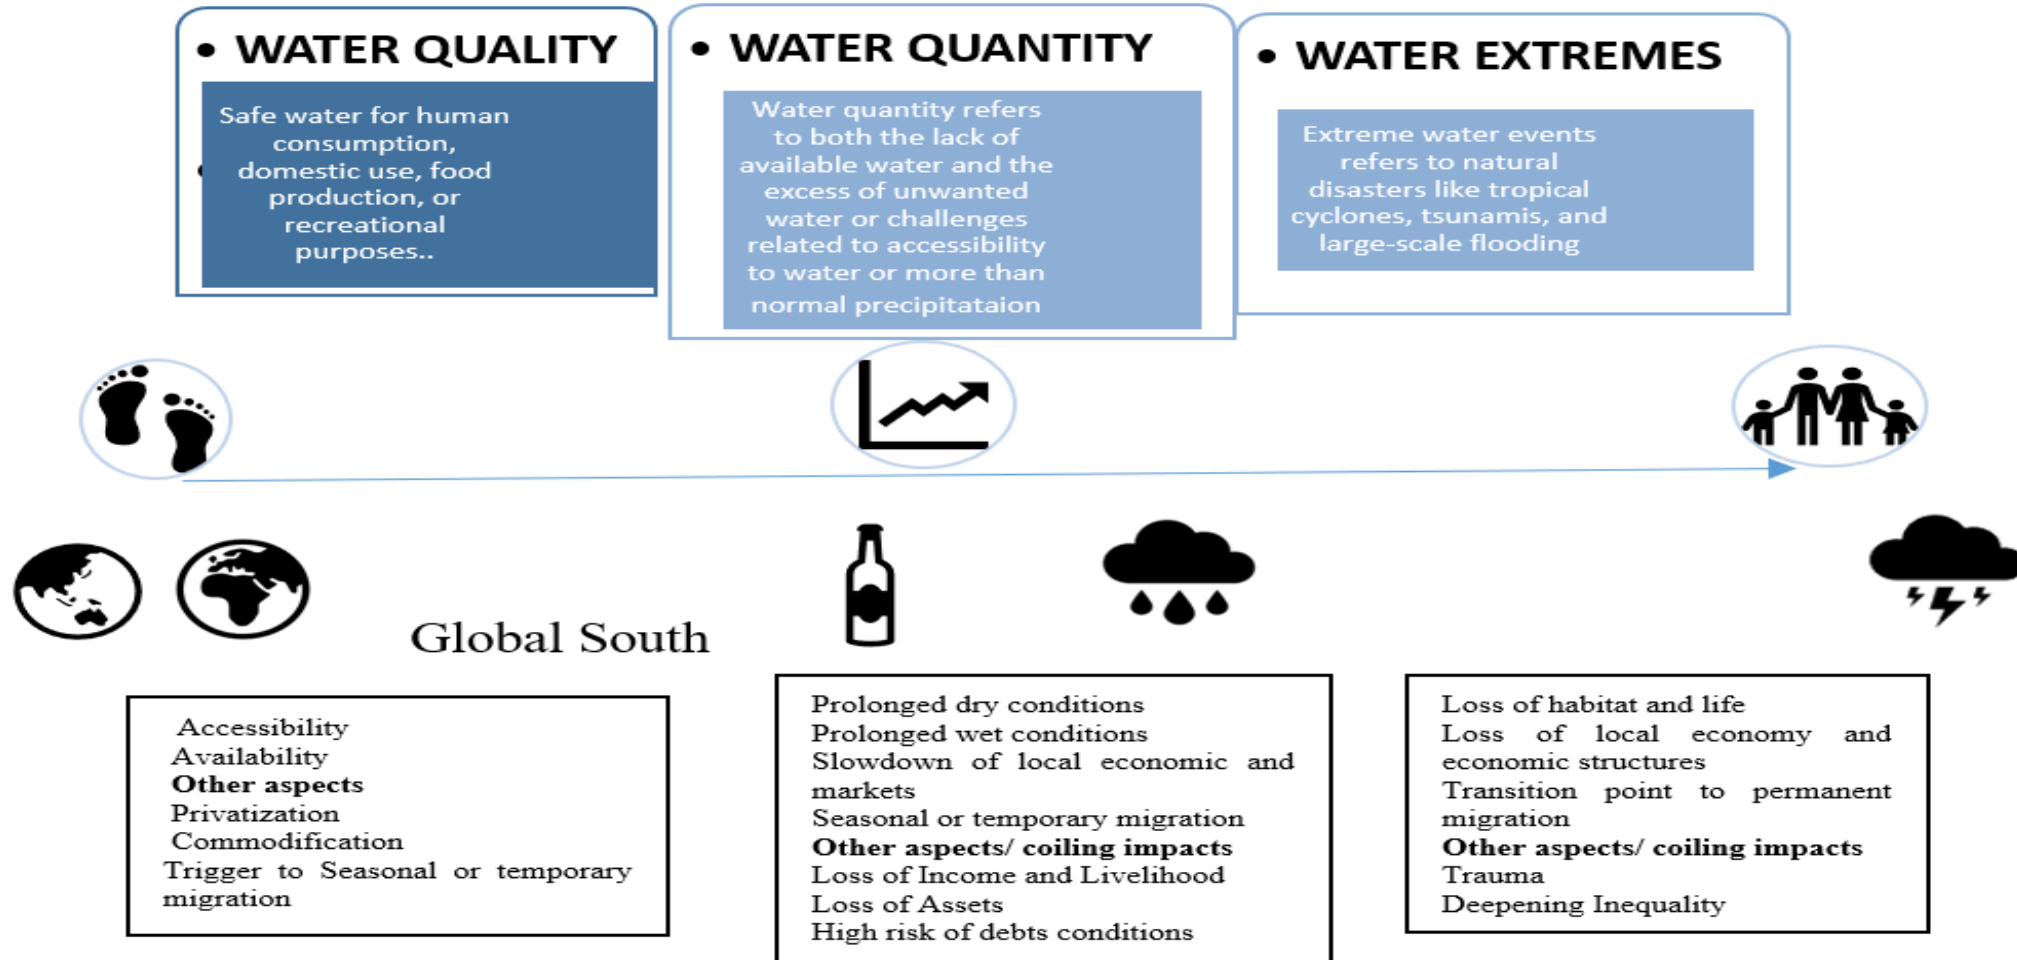 • WATER QUALITY
Safe water for human
consumption,
domestic use, food
production, or
recreational
purposes..
• WATER QUANTITY
Water quantity refers
to both the lack of
available water and the
excess of unwanted
water or challenges
related to accessibility
to water or more than
normal precipitataion
• WATER EXTREMES
Extreme water events
refers to natural
disasters like tropical
cyclones, tsunamis, and
large-scale flooding
Global South
Accessibility
Availability
Other aspects
Privatization
Commodification
Trigger to Seasonal or temporary
migration
Prolonged dry conditions
Prolonged wet conditions
Slowdown of local economic and
markets
Seasonal or temporary migration
Other aspects/ coiling impacts
Loss of Income and Livelihood
Loss of Assets
High risk of debts conditions
Loss of habitat and life
Loss of local economy and
economic structures
Transition point to permanent
migration
Other aspects/ coiling impacts
Trauma
Deepening Inequality